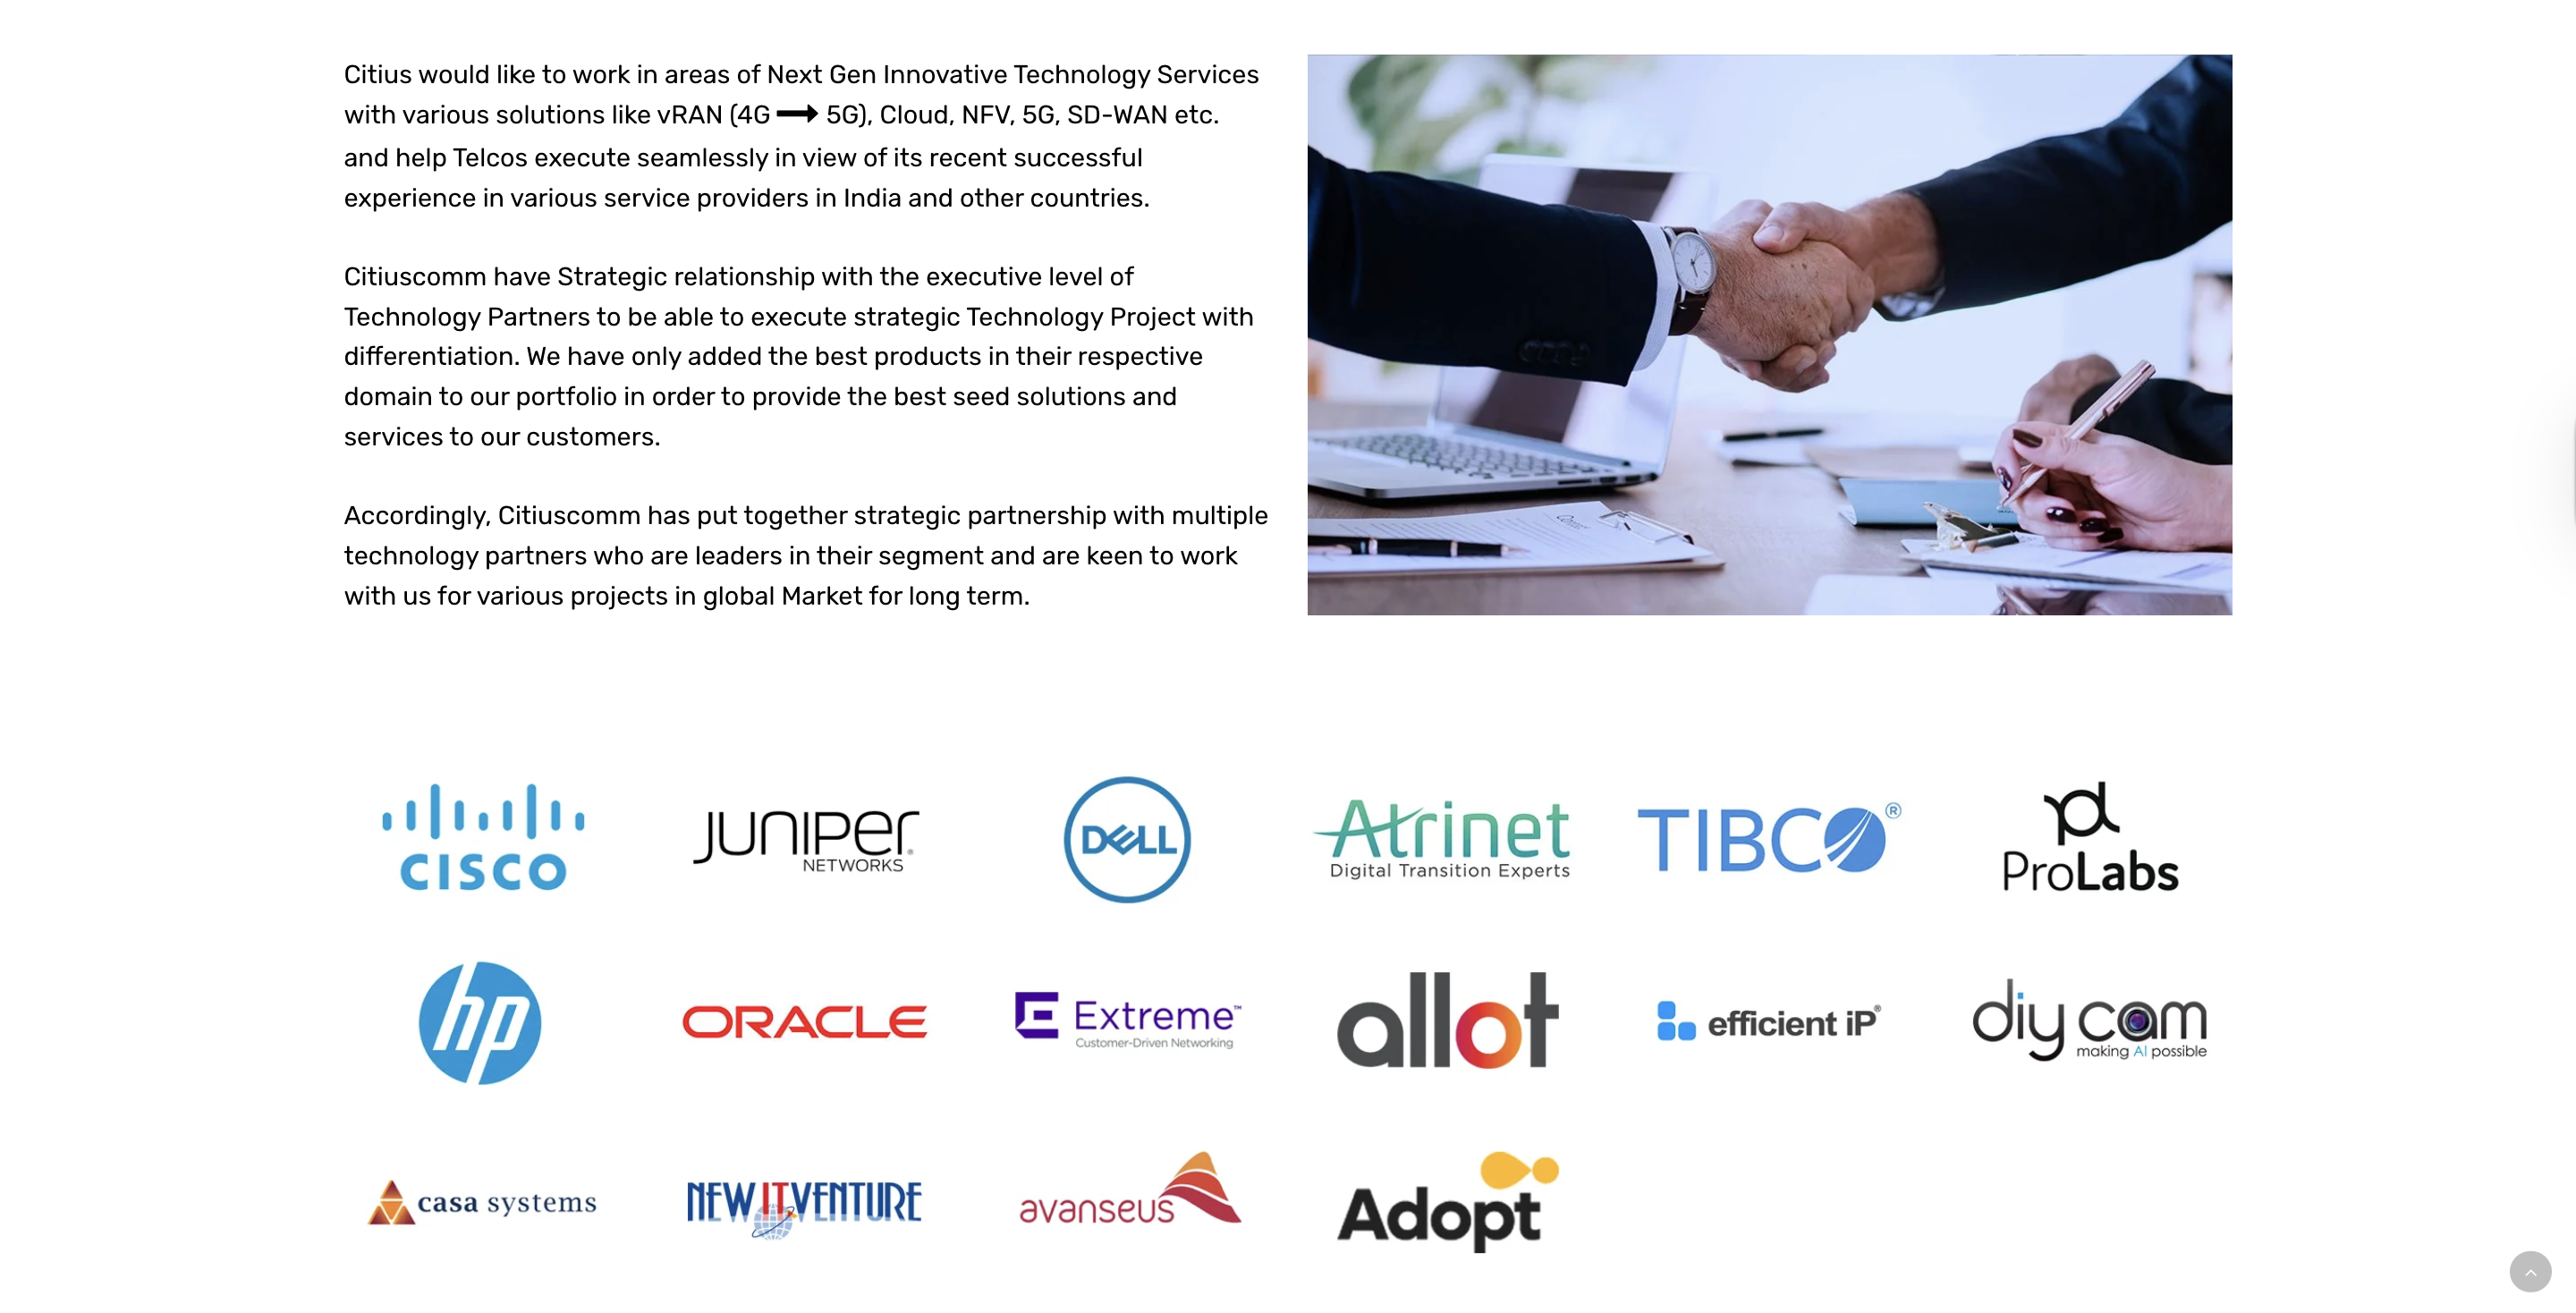 Citius would like to work in areas of Next Gen Innovative Technology Services
with various solutions like vRAN (4G → 5G), Cloud, NFV, 5G, SD-WAN etc.
and help Telcos execute seamlessly in view of its recent successful
experience in various service providers in India and other countries.
Citiuscomm have Strategic relationship with the executive level of
Technology Partners to be able to execute strategic Technology Project with
differentiation. We have only added the best products in their respective
domain to our portfolio in order to provide the best seed solutions and
services to our customers.
Accordingly, Citiuscomm has put together strategic partnership with multiple
technology partners who are leaders in their segment and are keen to work
with us for various projects in global Market for long term.
CISCO
JUNIPer
NETWORKS
DELL
Atrinet
Digital Transition Experts
TIBCO®
ProLabs
hp
ORACLE
Extreme™
Customer-Driven Networking
allot
efficient iP®
diy cam
making AI possible
casa systems
NEW IT VENTURE
avanseus
Adopt